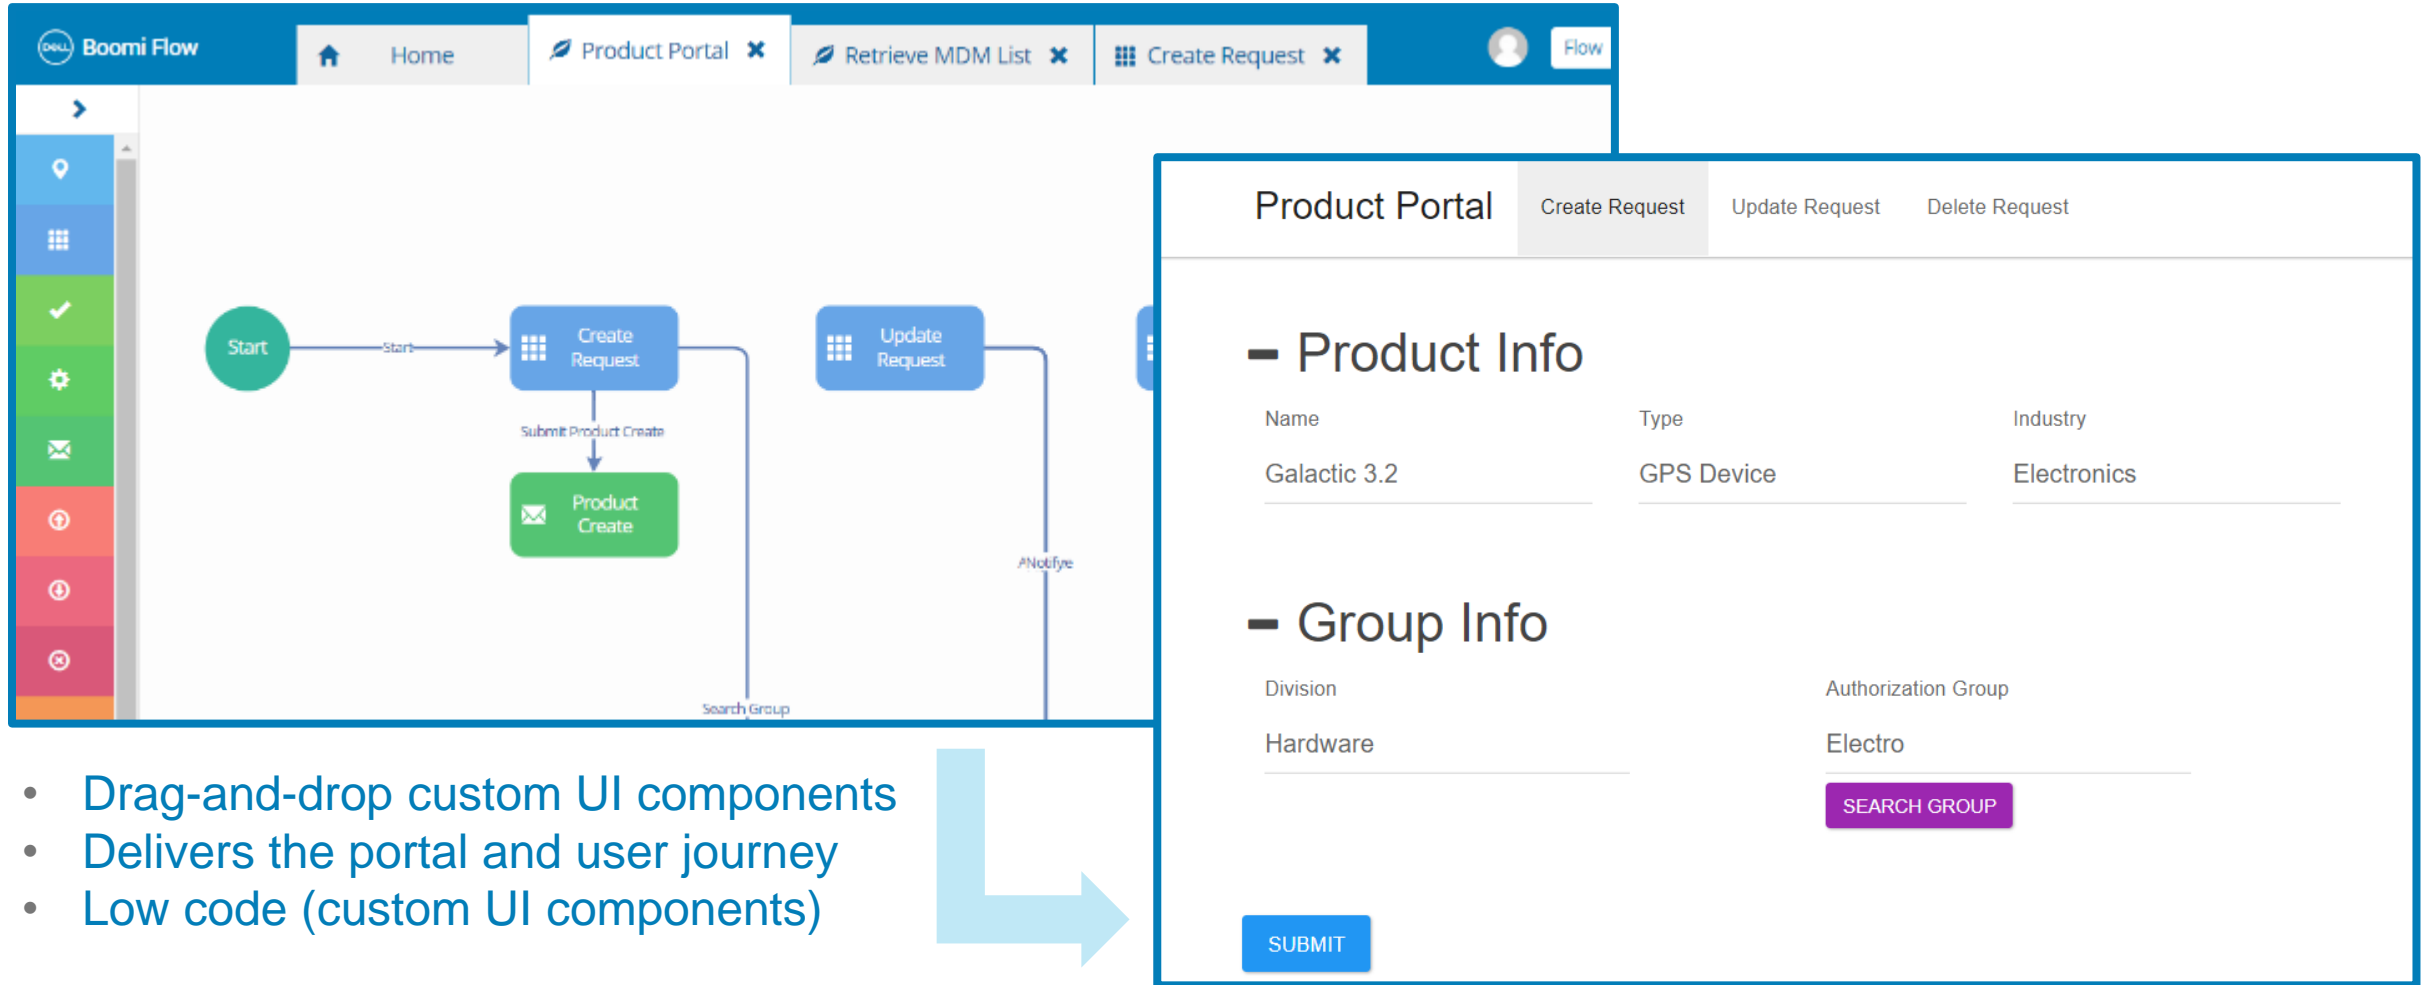 DELL Boomi Flow
Home
Product Portal
Retrieve MDM List
Create Request
Flow
Start
Start
Create
Request
Update
Request
Submit Product Create
Product
Create
Search Group
Product Portal
Create Request
Update Request
Delete Request
Product Info
Name
Type
Industry
Galactic 3.2
GPS Device
Electronics
Group Info
Division
Authorization Group
Hardware
Electro
SEARCH GROUP
SUBMIT
• Drag-and-drop custom UI components
• Delivers the portal and user journey
• Low code (custom UI components)